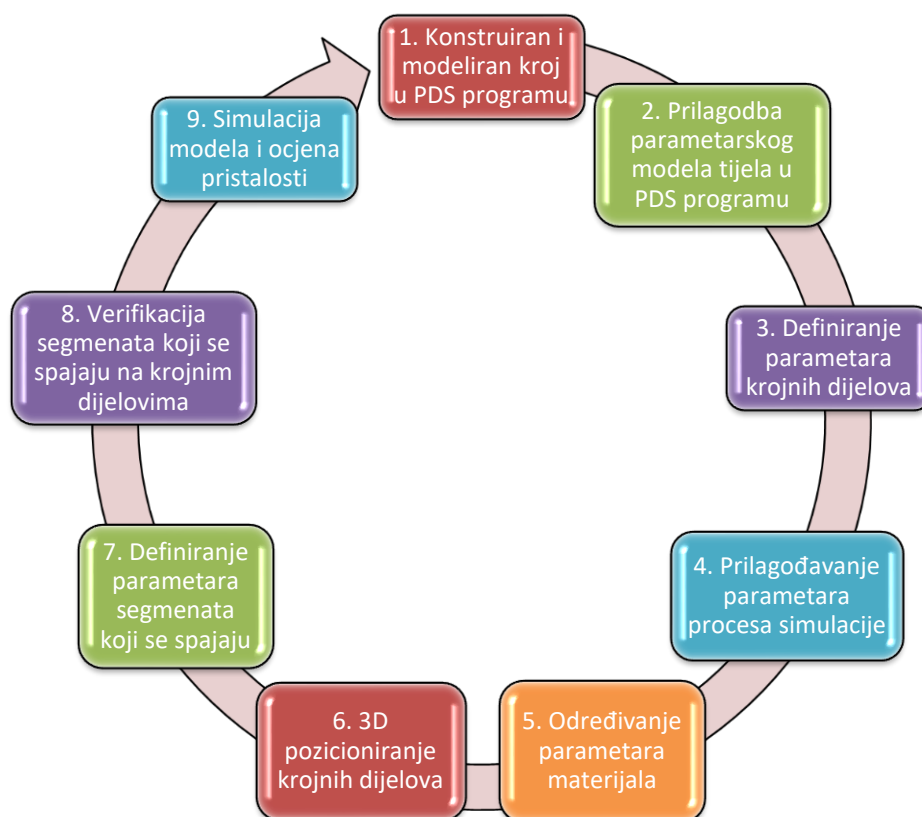 1. Konstruiran i
modeliran kroj
u PDS programu
2. Prilagodba
parametarskog
modela tijela u
PDS programu
3. Definiranje
parametara
krojnih dijelova
4. Prilagođavanje
parametara
procesa simulacije
5. Određivanje
parametara
materijala
6. 3D
pozicioniranje
krojnih dijelova
7. Definiranje
parametara
segmenata
koji se spajaju
8. Verifikacija
segmenata koji se
spajaju na krojnim
dijelovima
9. Simulacija
modela i ocjena
pristalosti